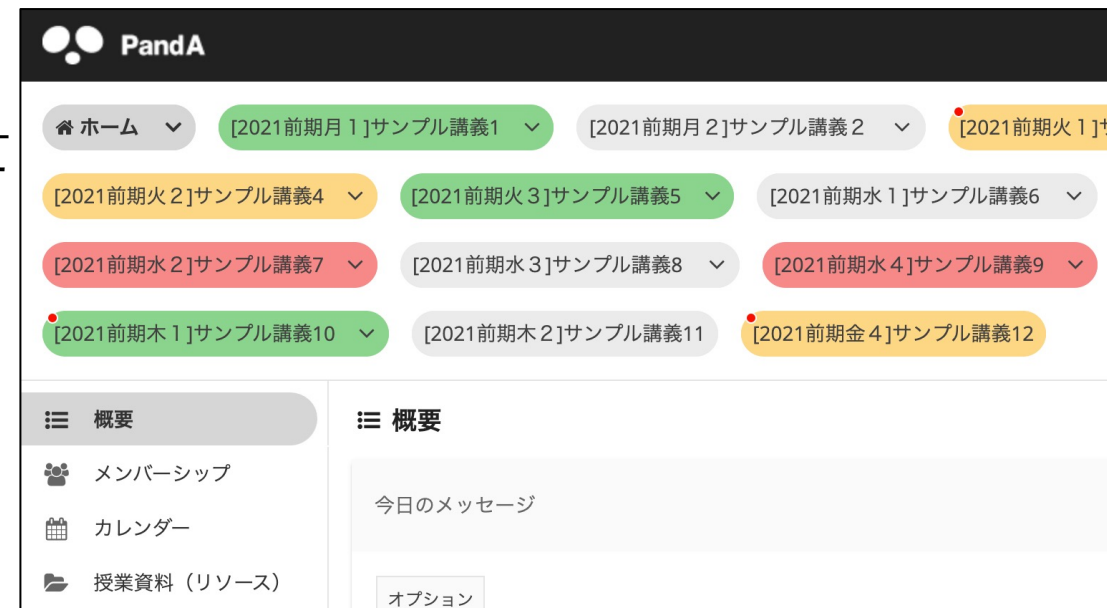 PandA
ホーム [2021前期月1]サンプル講義1 [2021前期月2]サンプル講義2 [2021前期火1]
[2021前期火2]サンプル講義4 [2021前期火3]サンプル講義5 [2021前期水1]サンプル講義6
[2021前期水2]サンプル講義7 [2021前期水3]サンプル講義8 [2021前期水4]サンプル講義9
[2021前期木1]サンプル講義10 [2021前期木2]サンプル講義11 [2021前期金4]サンプル講義12
概要
メンバーシップ
カレンダー
授業資料（リソース）
概要
今日のメッセージ
オプション